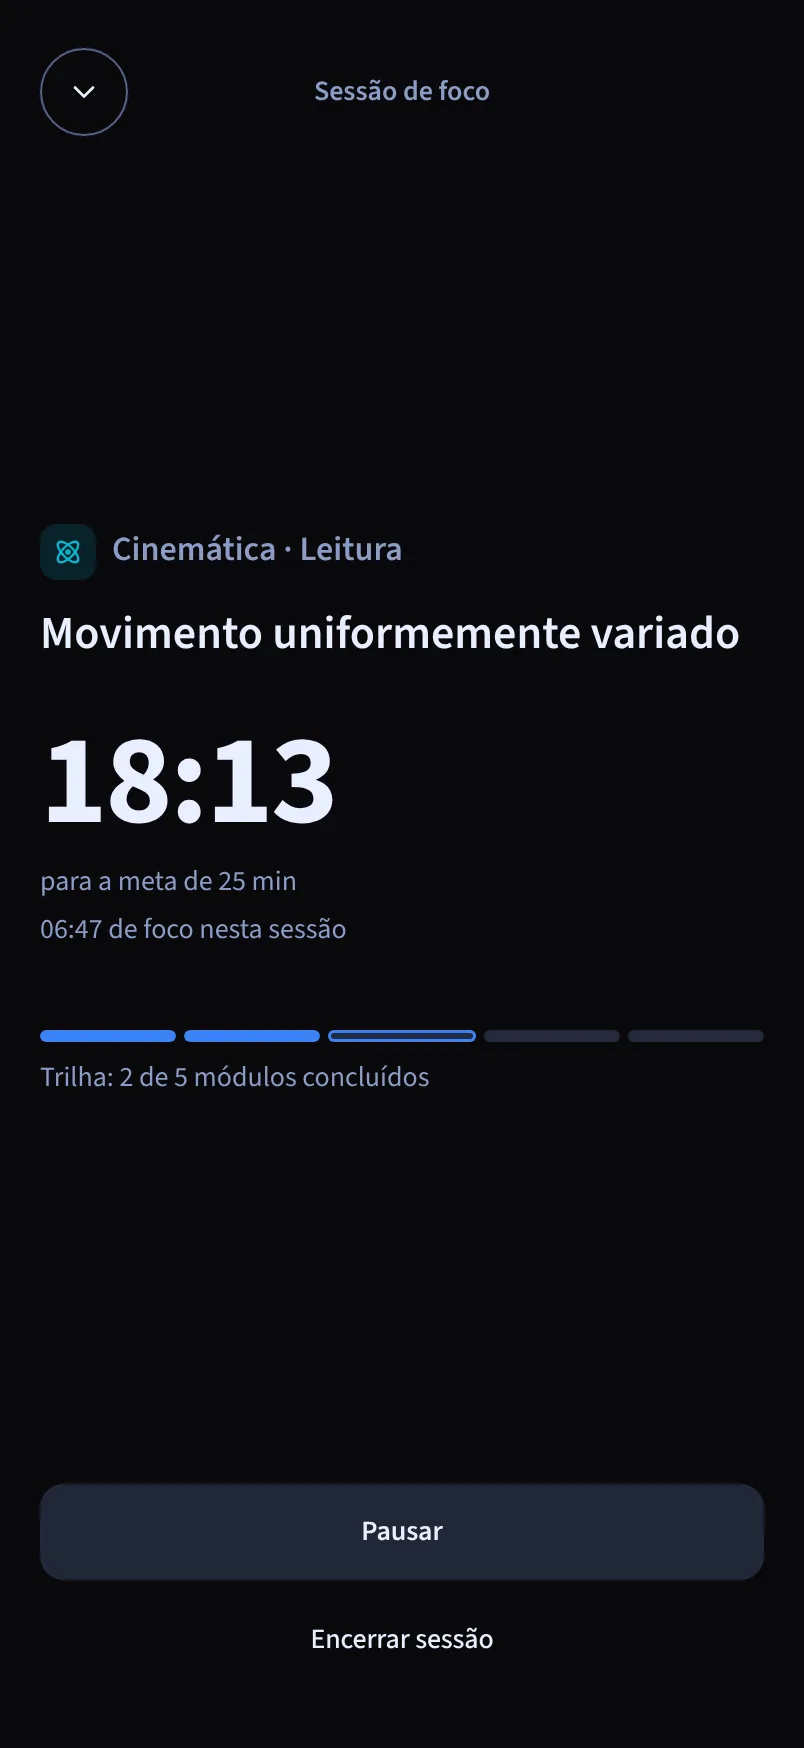 Sessão de foco
Cinemática · Leitura
Movimento uniformemente variado
18:13
para a meta de 25 min
06:47 de foco nesta sessão
Trilha: 2 de 5 módulos concluídos
Pausar
Encerrar sessão